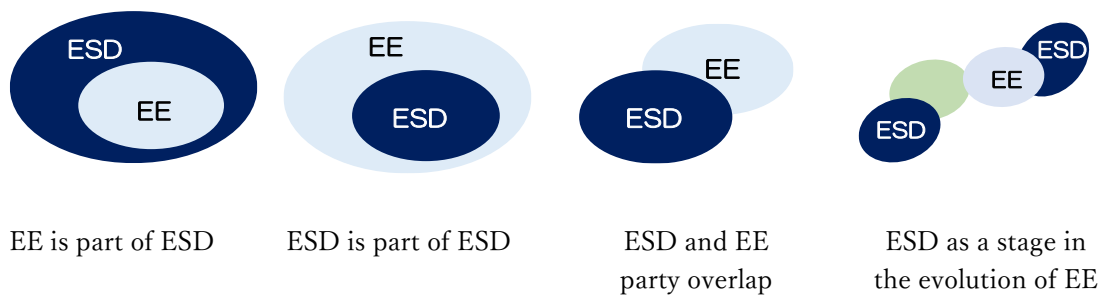 ESD
EE
EE
ESD
EE
ESD
ESD
EE
ESD
EE is part of ESD
ESD is part of ESD
ESD and EE
party overlap
ESD as a stage in
the evolution of EE